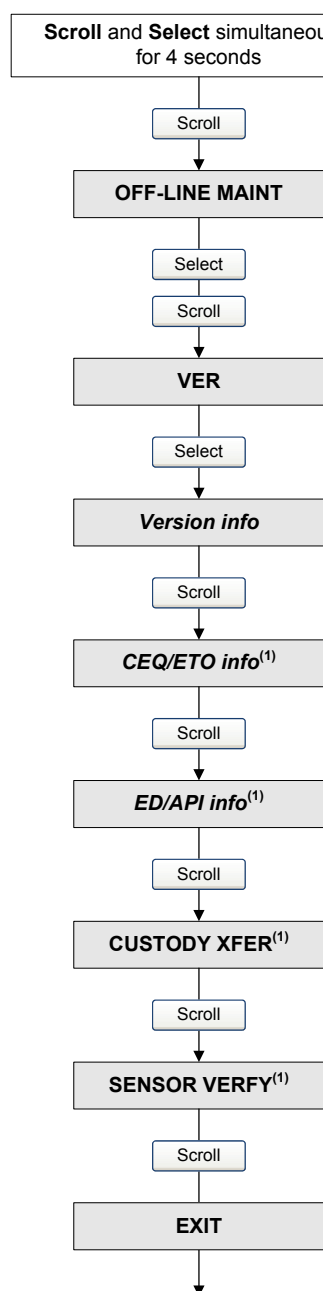 Scroll and Select
for 4 seconds
Scroll
OFF-LINE MAINT
Select
Scroll
VER
Select
Version info
Scroll
CEQ/ETO info(1)
Scroll
ED/API info(1)
Scroll
CUSTODY XFER(1)
Scroll
SENSOR VERFY(1)
Scroll
EXIT